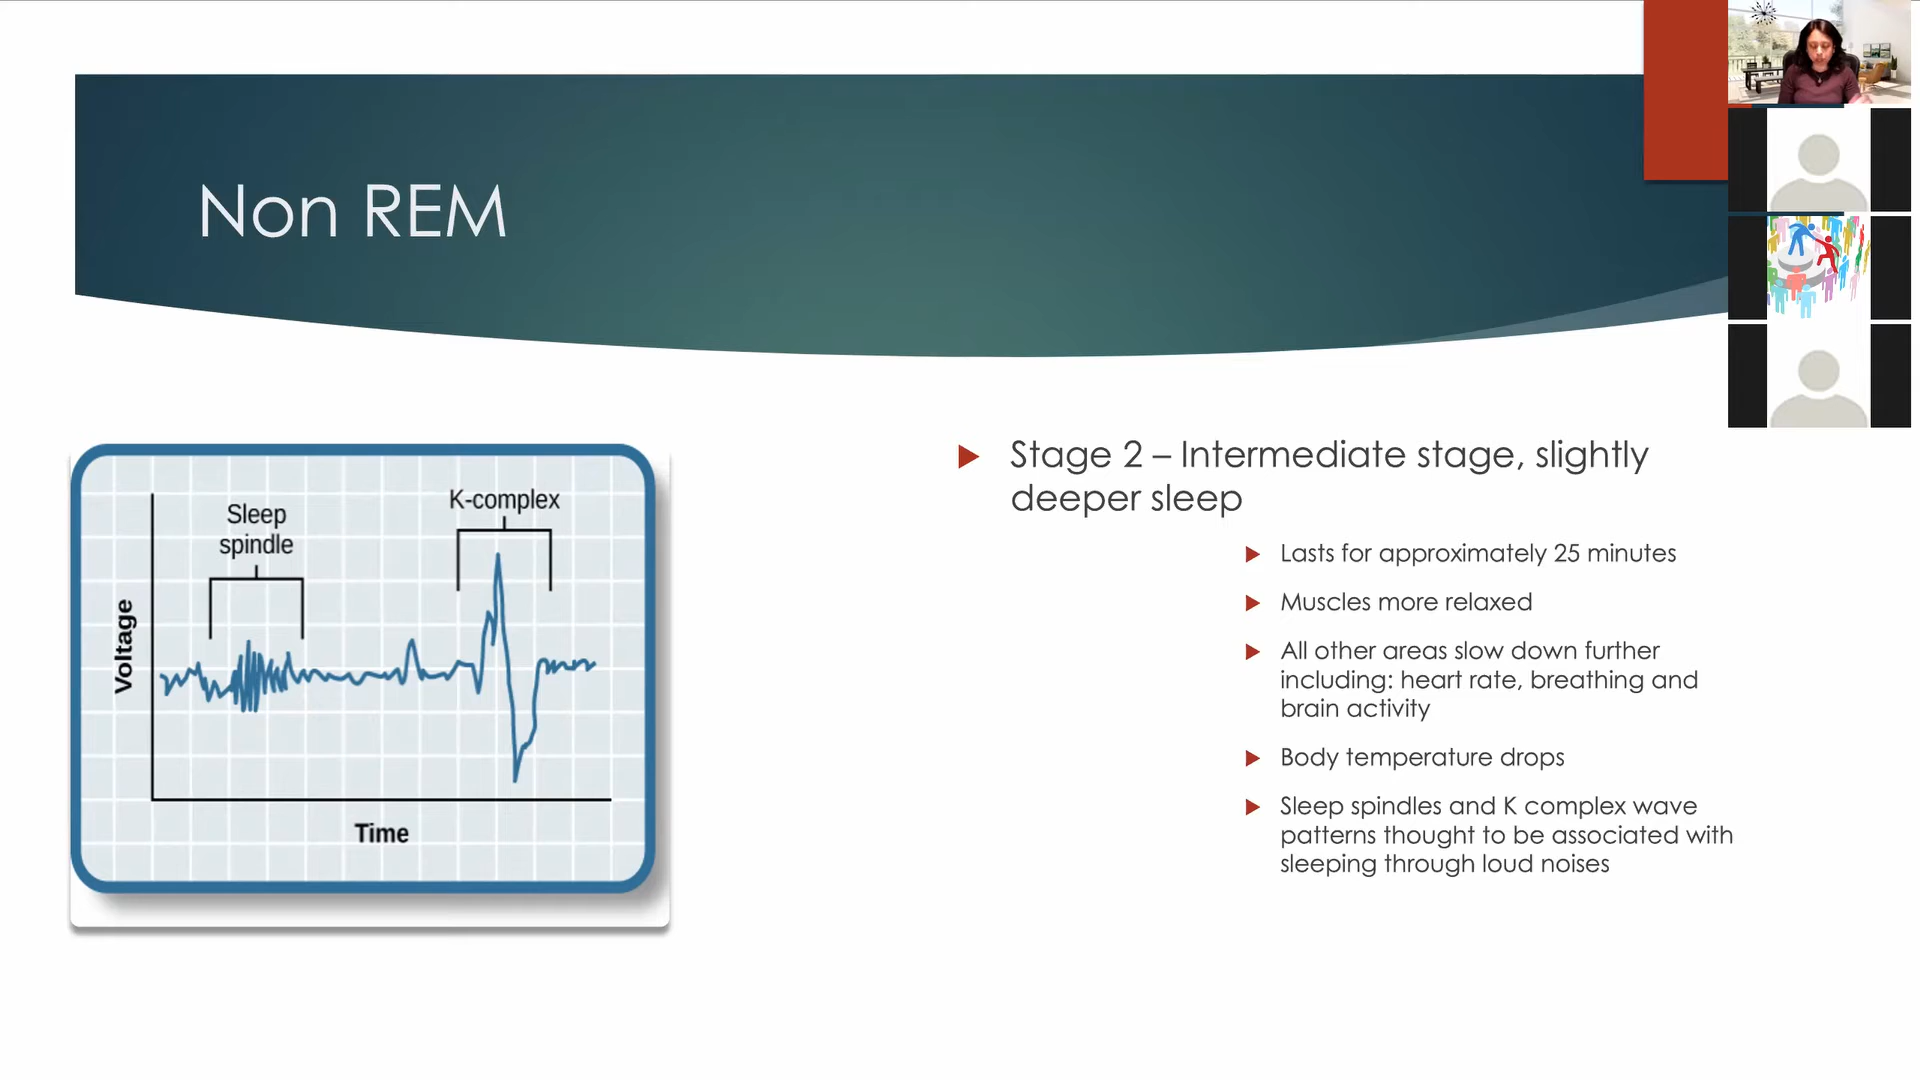 Non REM
Sleep
spindle
K-complex
Voltage
Time
Stage 2 – Intermediate stage, slightly
deeper sleep
Lasts for approximately 25 minutes
Muscles more relaxed
All other areas slow down further
including: heart rate, breathing and
brain activity
Body temperature drops
Sleep spindles and K complex wave
patterns thought to be associated with
sleeping through loud noises